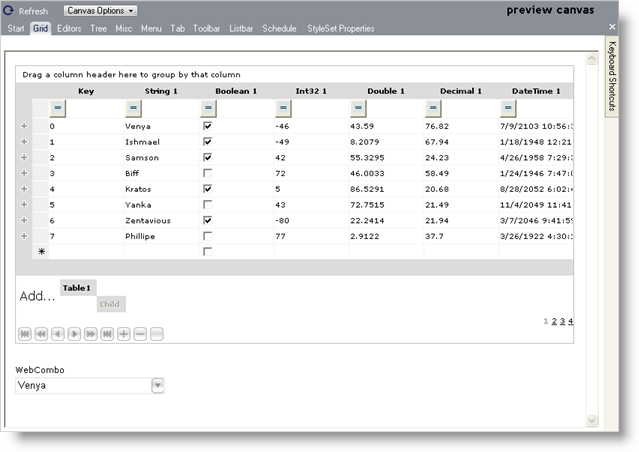 Refresh Canvas Options preview canvas
Start Grid Editors Tree Misc Menu Tab Toolbar Listbar Schedule StyleSet Properties
Keyboard Shortcuts
Drag a column header here to group by that column
Key String 1 Boolean 1 Int32 1 Double 1 Decimal 1 DateTime 1
= = = = = = =
0 Venya -46 43.59 76.82 7/9/2103 10:56:3
1 Ishmael -49 8.2079 67.94 1/18/1948 12:21
2 Samson 42 55.3295 24.23 4/26/1958 7:29:3
3 Biff 72 46.0033 58.49 1/24/1946 7:47:0
4 Kratos 5 86.5291 20.68 8/28/2052 6:02:4
5 Yanka 43 72.7515 21.49 11/4/2049 11:41
6 Zentavious -80 22.2414 21.94 3/7/2046 9:41:59
7 Phillipe 77 2.9122 37.7 3/26/1922 4:30:1
Add... Table1
Child
1 2 3 4
WebCombo
Venya